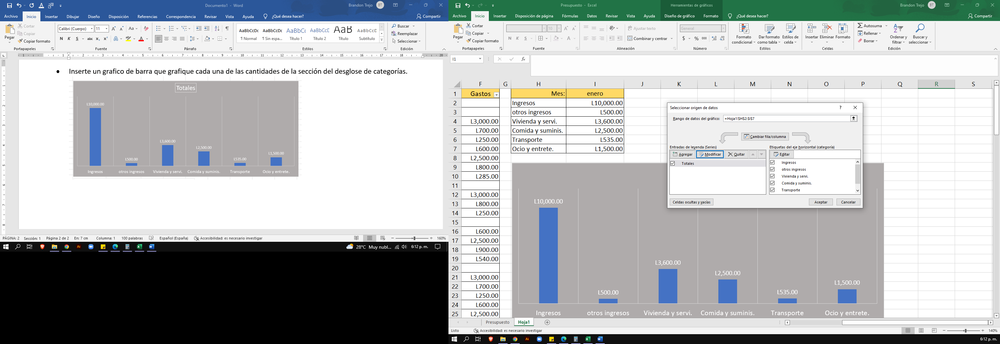 Documento1 - Word
Brandon Trejo BT
Archivo Inicio Insertar Dibujar Diseño Disposición Referencias Correspondencia Revisar Vista Ayuda ¿Qué desea hacer? Compartir
Pegar
Cortar
Copiar
Copiar formato
Portapapeles
Calibri (Cuerpo) 11
Fuente
Párrafo
AaBbCcDc AaBbCcDc AaBbC( AaBbCcE AaB AaBbCcD
¶ Normal ¶ Sin espa... Título 1 Título 2 Título Subtítulo
Estilos
Buscar
Reemplazar
Seleccionar
Edición
• Inserte un grafico de barra que grafique cada una de las cantidades de la sección del desglose de categorías.
Totales
L10,000.00
L500.00
L3,600.00
L2,500.00
L535.00
L1,500.00
Ingresos otros ingresos Vivienda y servi. Comida y suminis. Transporte Ocio y entrete.
PÁGINA: 2 Sección: 1 Página 2 de 2 En: 7 cm Columna: 1 100 palabras Español (España) Accesibilidad: es necesario investigar 160%
28°C Muy nubl... 6:12 p. m.
Presupuesto - Excel
Herramientas de gráficos
Brandon Trejo BT
Archivo Inicio Insertar Disposición de página Fórmulas Datos Revisar Vista Ayuda Diseño de gráfico Formato ¿Qué desea hacer? Compartir
Pegar
Cortar
Copiar
Copiar formato
Portapapeles
10
Fuente
Ajustar texto
Combinar y centrar
Alineación
General
$ % 000
Número
Formato condicional
Dar formato como tabla
Estilos de celda
Estilos
Insertar Eliminar Formato
Celdas
Autosuma
Rellenar
Borrar
Ordenar y filtrar
Buscar y seleccionar
Edición
I1
fx
F G H I J K L M N O P Q R S
1 Gastos Mes: enero
2 Ingresos L10,000.00
3 otros ingresos L500.00
4 L3,000.00 Vivienda y servi. L3,600.00
5 L700.00 Comida y suminis. L2,500.00
6 L250.00 Transporte L535.00
7 L600.00 Ocio y entrete. L1,500.00
8 L2,500.00
9 L800.00
10 L285.00
11
12 L3,000.00
13 L800.00
14 L250.00
15
16 L600.00
17 L2,500.00
18 L900.00
19 L540.00
20
21 L3,000.00
22 L700.00
23 L250.00
24 L600.00
25 L2,500.00
Seleccionar origen de datos ?
Rango de datos del gráfico: =Hoja1!$H$2:$I$7
Cambiar fila/columna
Entradas de leyenda (Series)
Agregar Modificar Quitar
Totales
Etiquetas del eje horizontal (categoría)
Editar
Ingresos
otros ingresos
Vivienda y servi.
Comida y suminis.
Transporte
Celdas ocultas y vacías
Aceptar Cancelar
L10,000.00
L500.00
L3,600.00
L2,500.00
L535.00
L1,500.00
Ingresos otros ingresos Vivienda y servi. Comida y suminis. Transporte Ocio y entrete.
Presupuesto Hoja1
Listo Accesibilidad: es necesario investigar 140%
6:12 p. m.